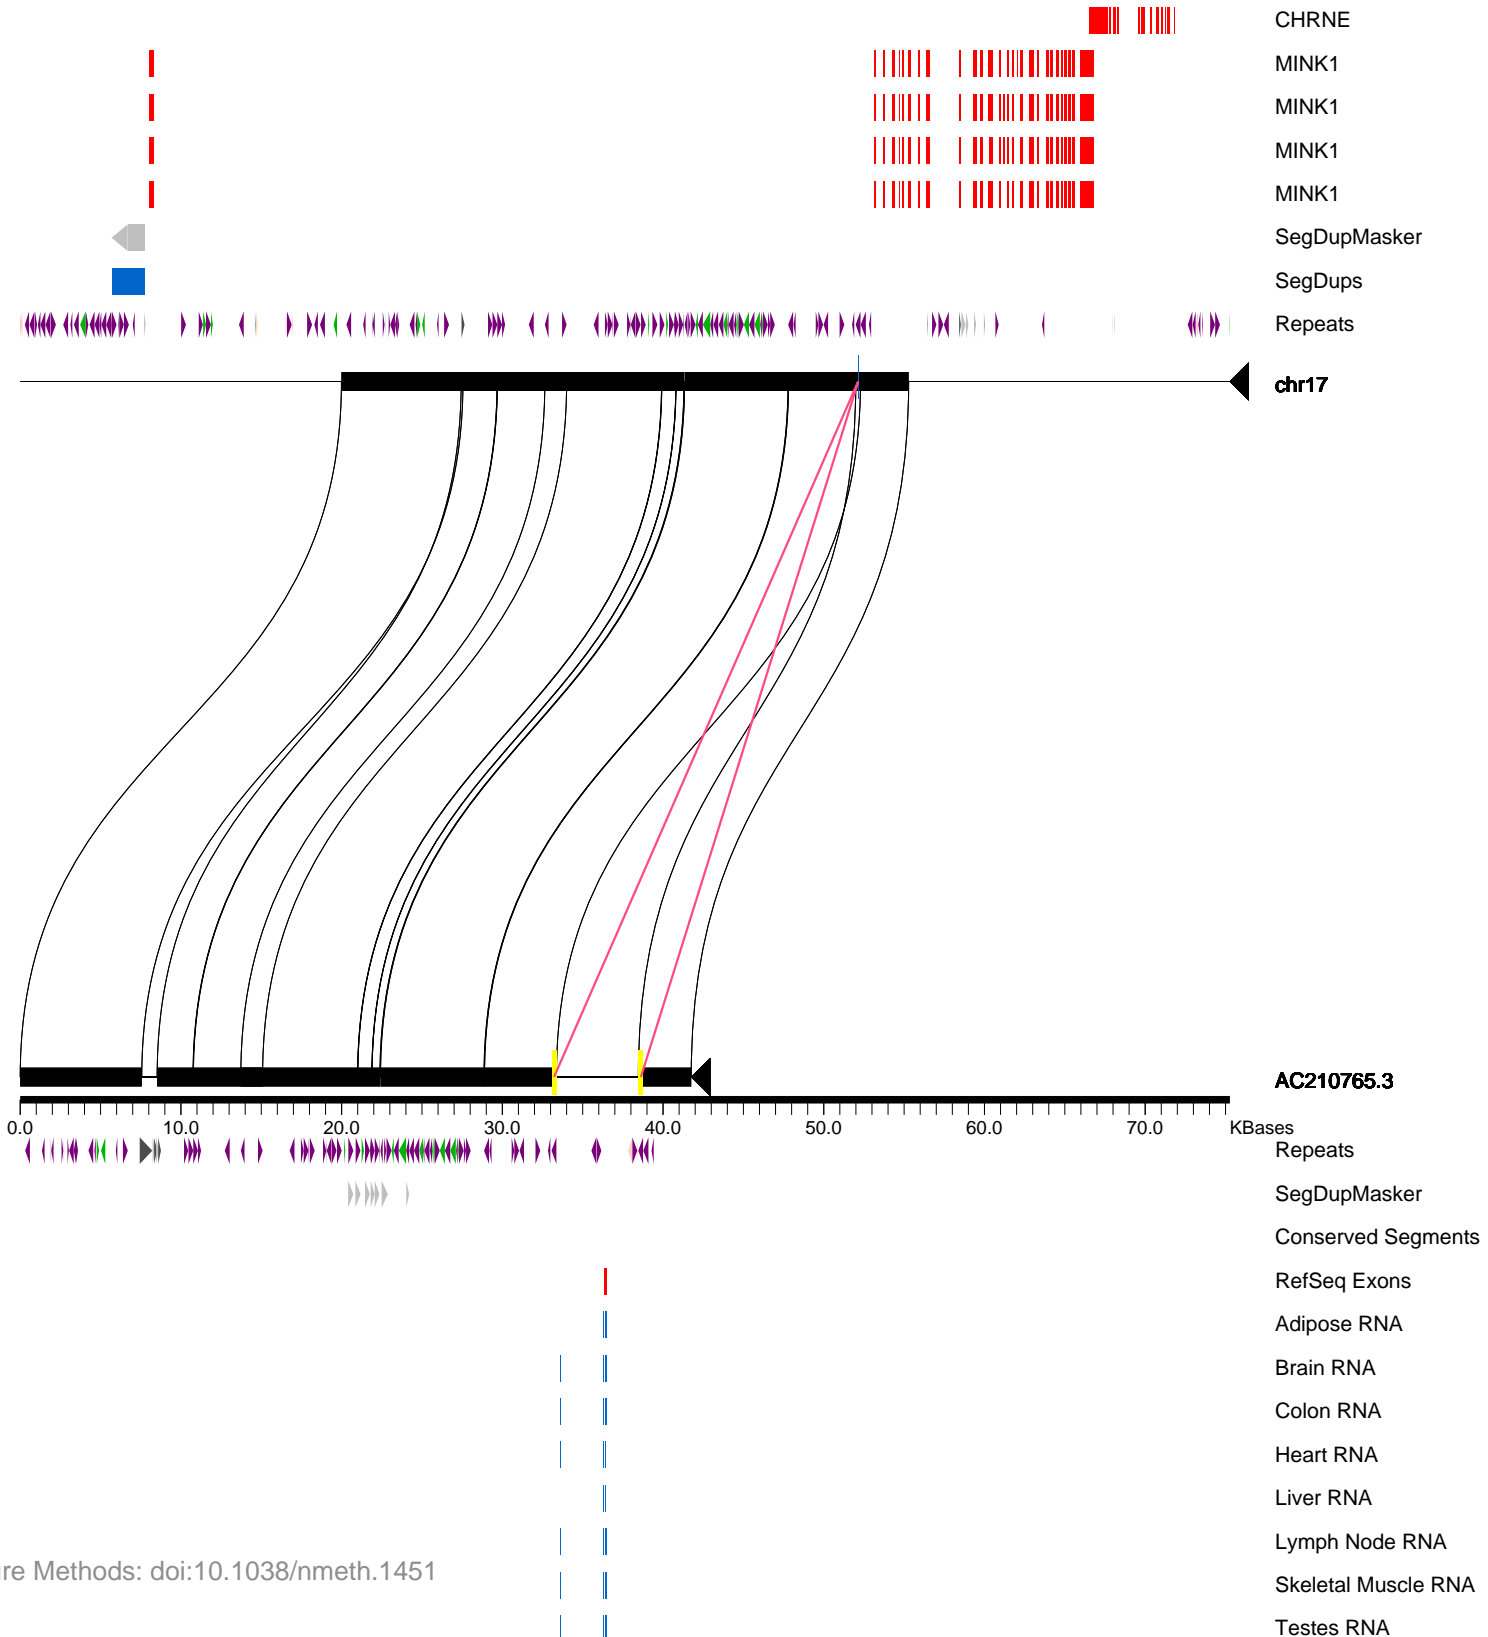 CHRNE
MINK1
MINK1
MINK1
MINK1
SegDupMasker
SegDups
Repeats
chr17
AC210765.3
0.0 10.0 20.0 30.0 40.0 50.0 60.0 70.0 KBases
Repeats
SegDupMasker
Conserved Segments
RefSeq Exons
Adipose RNA
Brain RNA
Colon RNA
Heart RNA
Liver RNA
Lymph Node RNA
re Methods: doi:10.1038/nmeth.1451
Skeletal Muscle RNA
Testes RNA